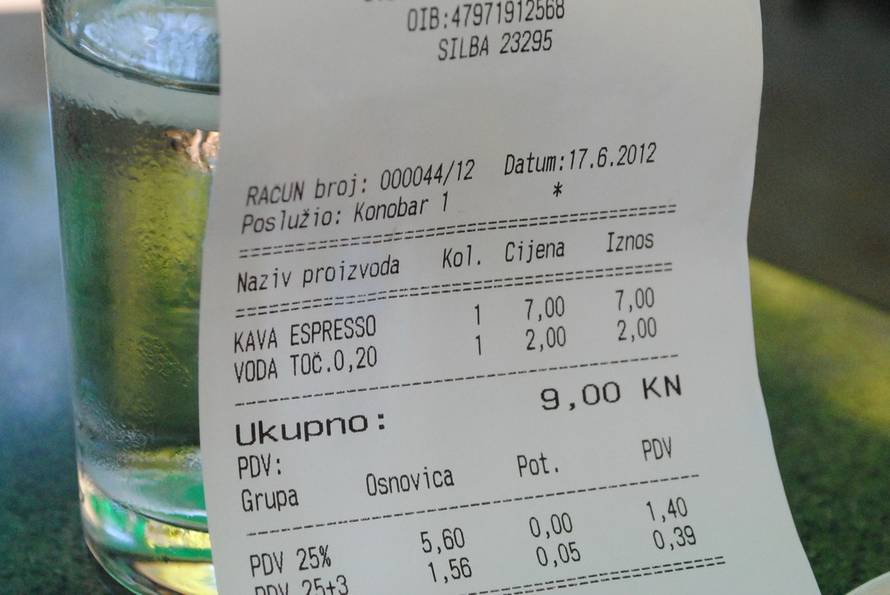 OIB:47971912568
SILBA 23295
RACUN broj: 000044/12 Datum:17.6.2012
Poslužio: Konobar 1 *
Naziv proizvoda Kol. Cijena Iznos
KAVA ESPRESSO 1 7,00 7,00
VODA TOČ.0,20 1 2,00 2,00
Ukupno: 9,00 KN
PDV:
Grupa Osnovica Pot. PDV
PDV 25% 5,60 0,00 1,40
PDV 25+3 1,56 0,05 0,39